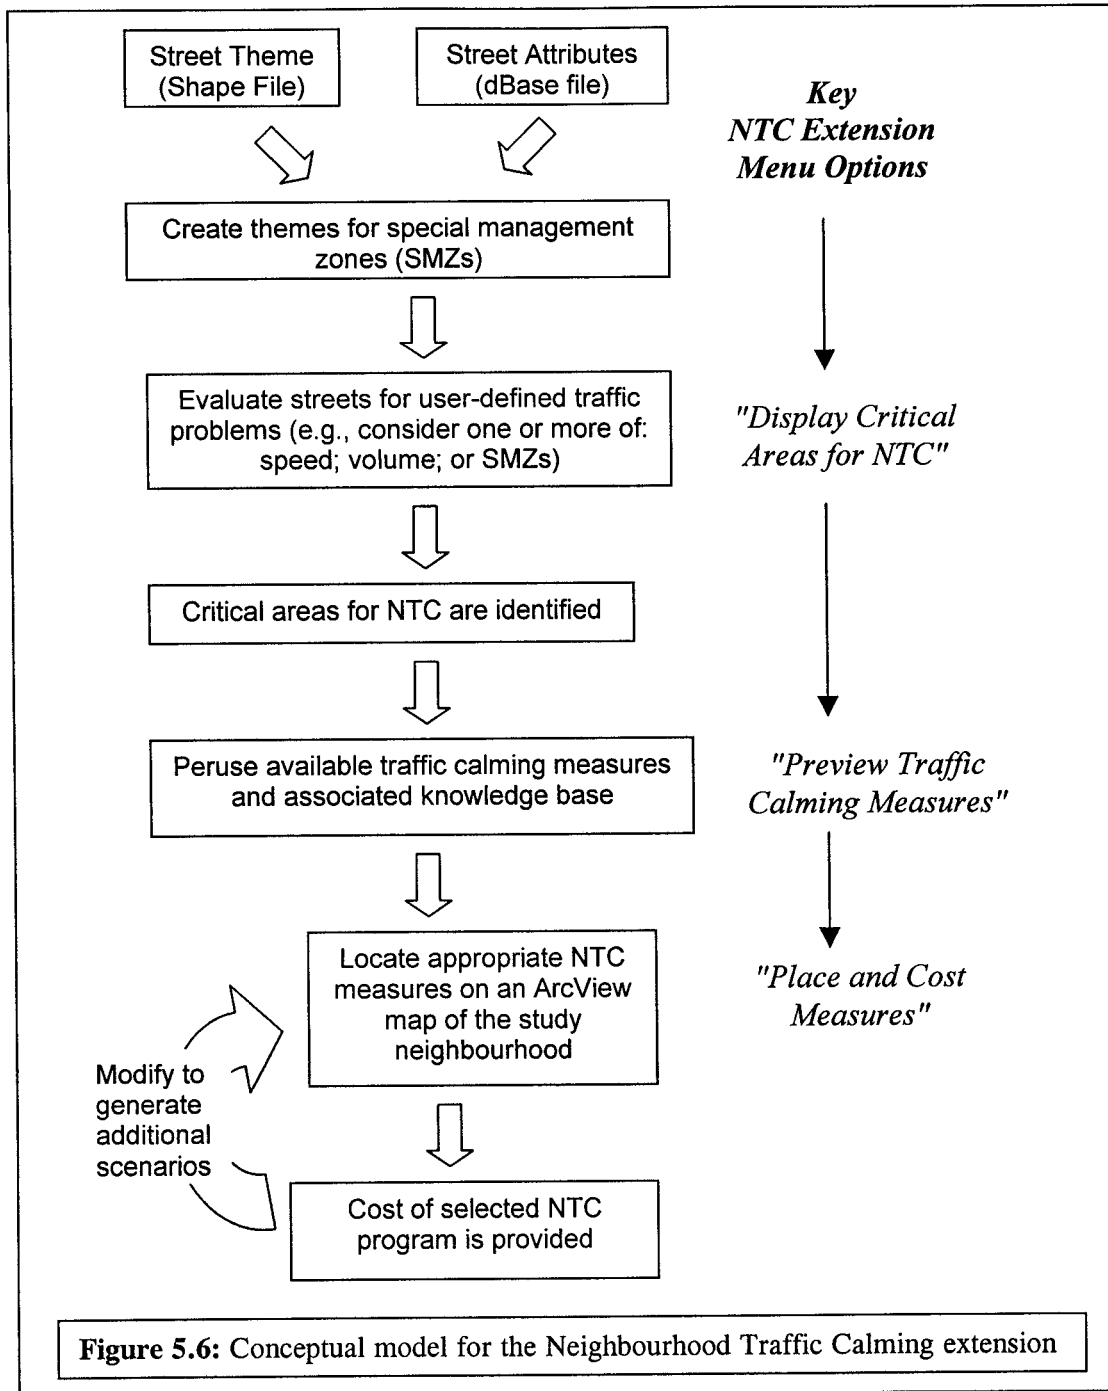 Street Theme
(Shape File)
Street Attributes
(dBase file)
Key
NTC Extension
Menu Options
Create themes for special management
zones (SMZs)
Evaluate streets for user-defined traffic
problems (e.g., consider one or more of:
speed; volume; or SMZs)
"Display Critical
Areas for NTC"
Critical areas for NTC are identified
Peruse available traffic calming measures
and associated knowledge base
"Preview Traffic
Calming Measures"
Locate appropriate NTC
measures on an ArcView
map of the study
neighbourhood
"Place and Cost
Measures"
Modify to
generate
additional
scenarios
Cost of selected NTC
program is provided
Figure 5.6: Conceptual model for the Neighbourhood Traffic Calming extension